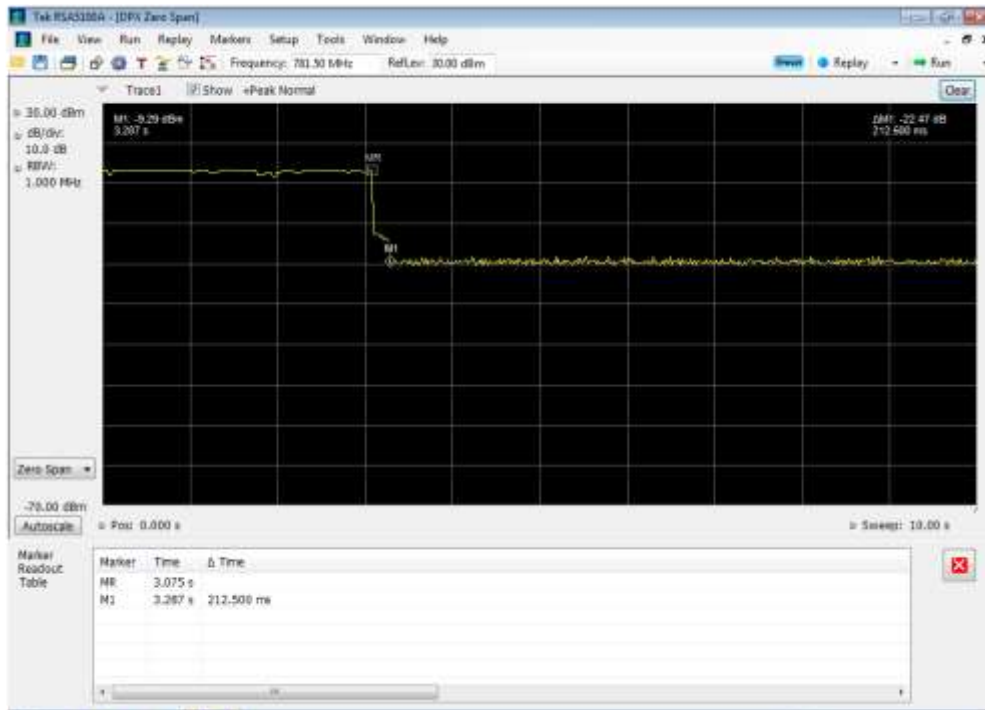 Tek RSA5100A - [DPX Zero Span]
File View Run Replay Markers Setup Tools Window Help
T Frequency: 781.50 MHz RefLev: 30.00 dBm Preset Replay Run
Trace1 Show +Peak Normal Clear
30.00 dBm
dB/div:
10.0 dB
RBW:
1.000 MHz
M1: -9.29 dBm
3.287 s
ΔM1: -22.47 dB
212.500 ms
MR
M1
Zero Span
-70.00 dBm
Autoscale Pos: 0.000 s Sweep: 10.00 s
Marker
Readout
Table
Marker Time Δ Time
MR 3.075 s
M1 3.287 s 212.500 ms